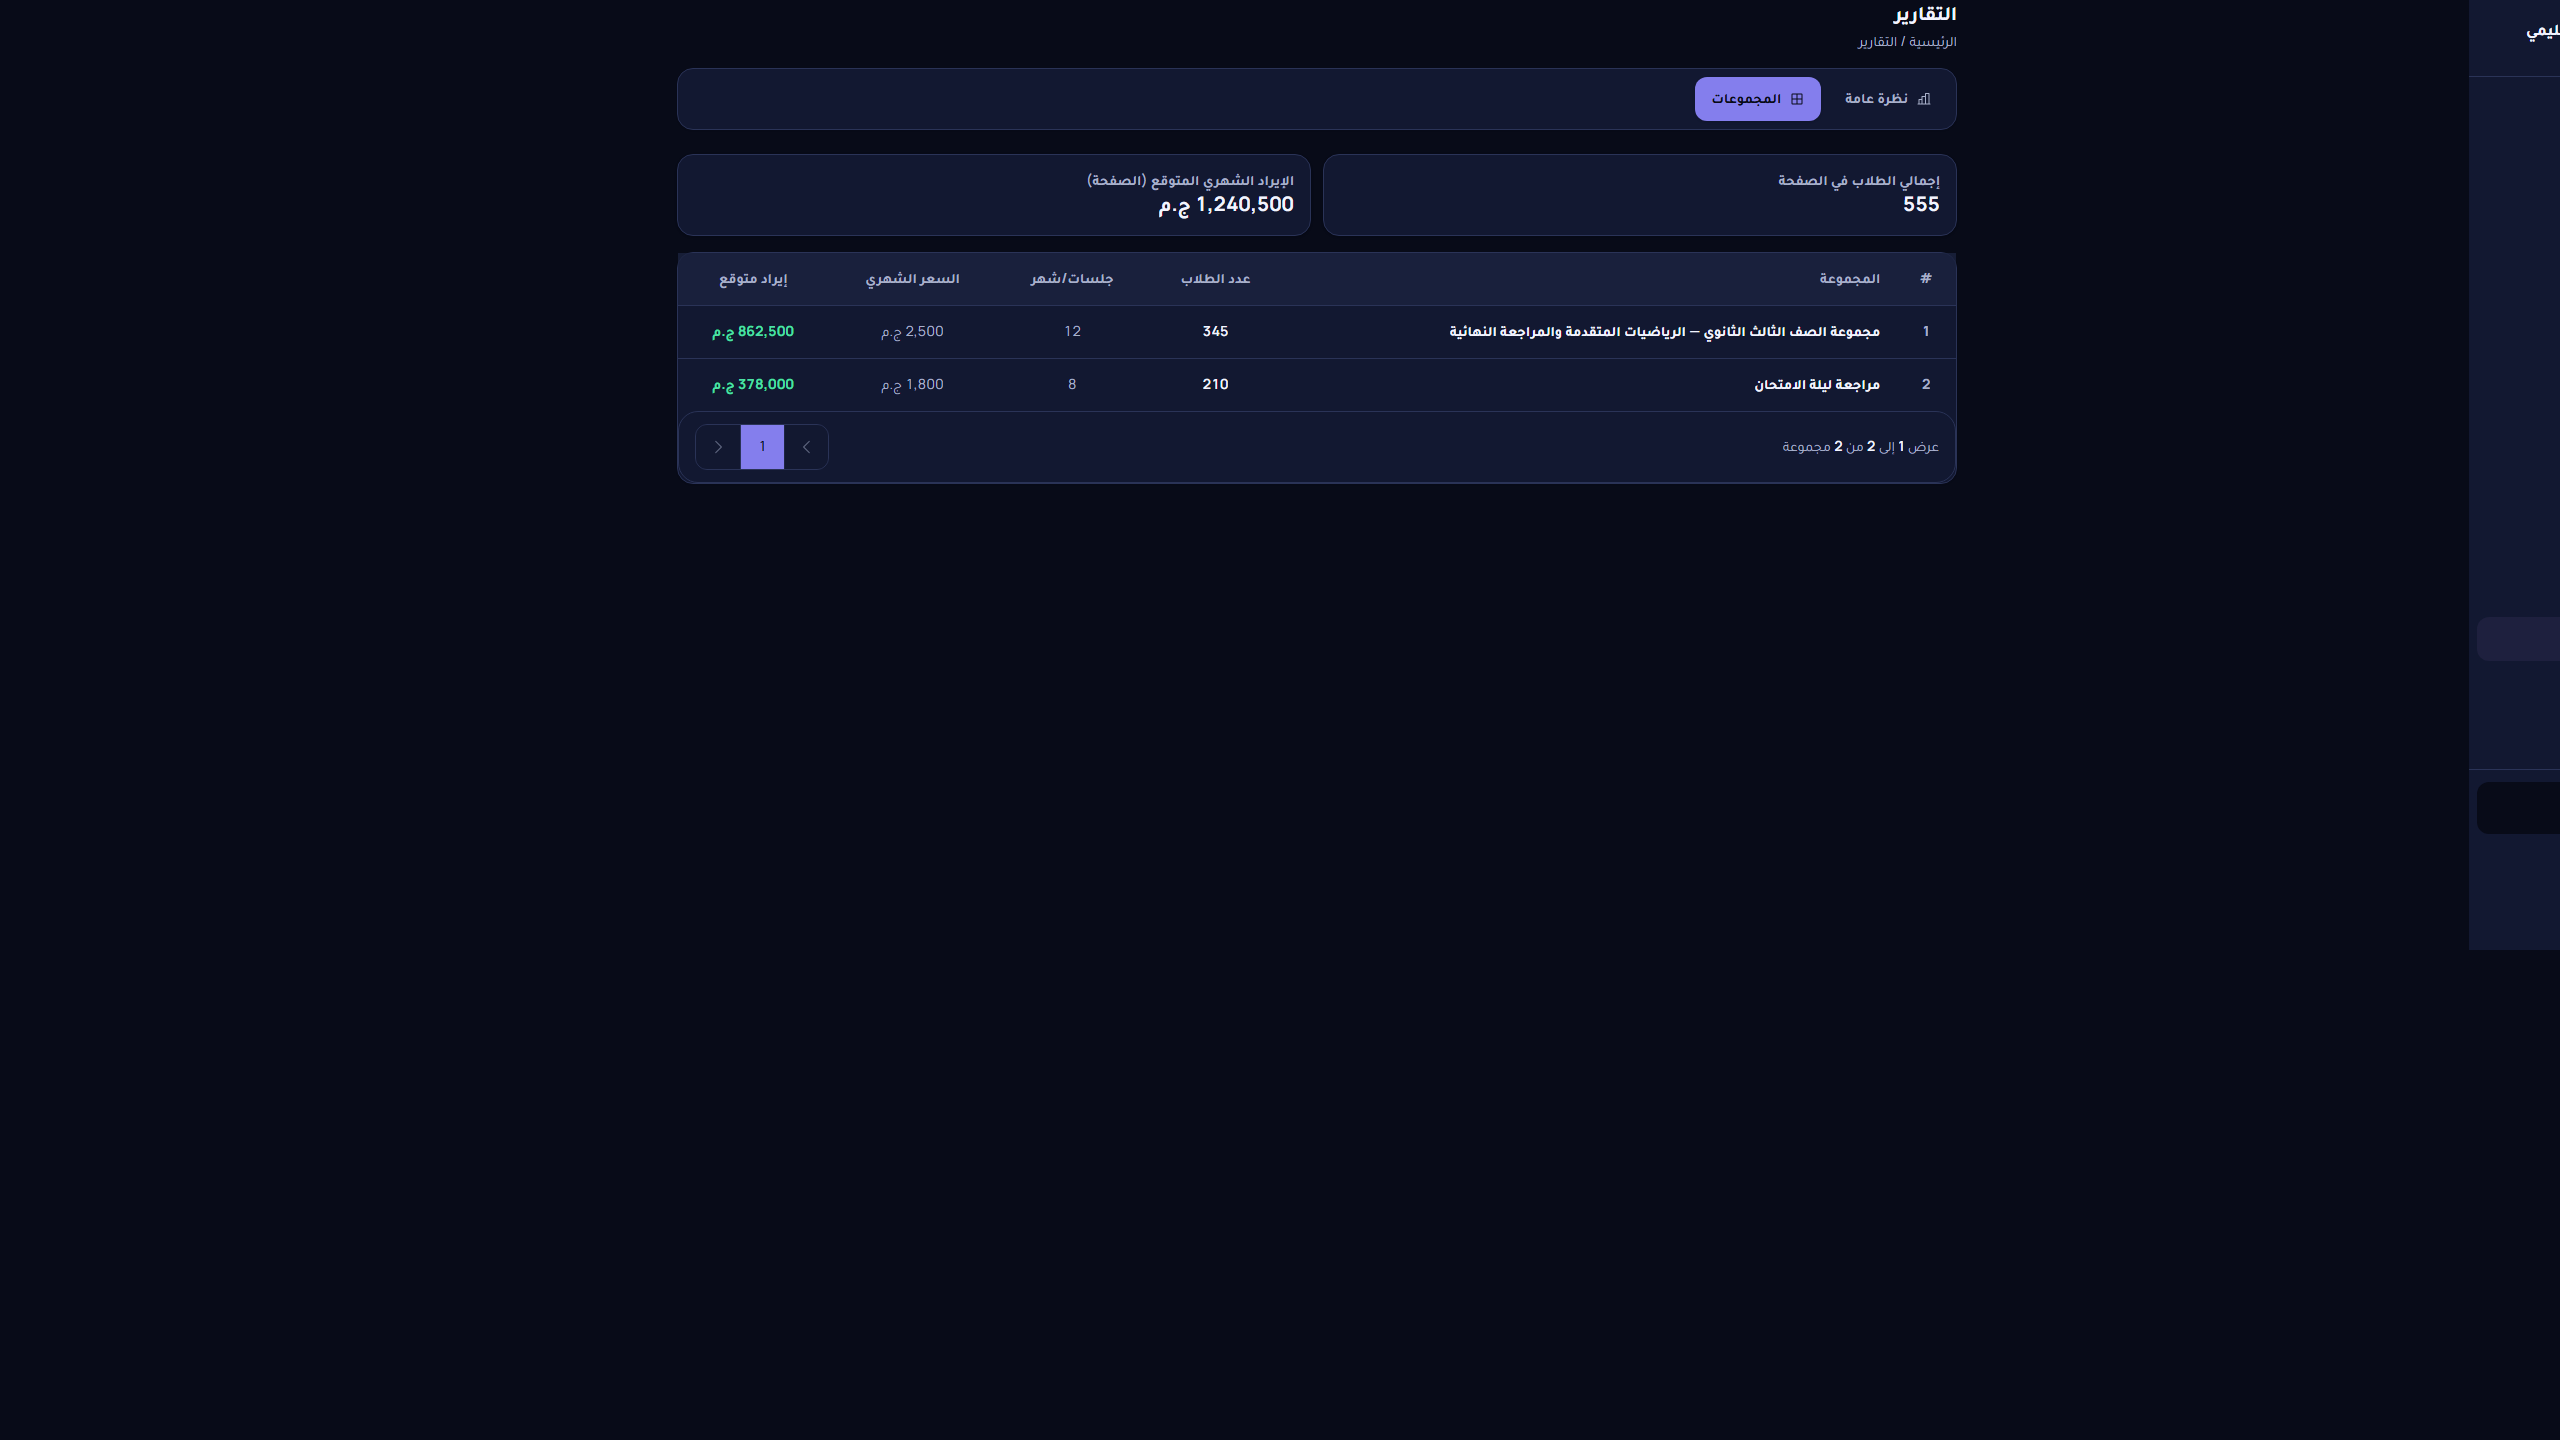 التقارير
الرئيسية / التقارير
نظرة عامة
المجموعات
إجمالي الطلاب في الصفحة
555
الإيراد الشهري المتوقع (الصفحة)
1,240,500 ج.م
# المجموعة عدد الطلاب جلسات/شهر السعر الشهري إيراد متوقع
1 مجموعة الصف الثالث الثانوي — الرياضيات المتقدمة والمراجعة النهائية 345 12 2,500 ج.م 862,500 ج.م
2 مراجعة ليلة الامتحان 210 8 1,800 ج.م 378,000 ج.م
عرض 1 إلى 2 من 2 مجموعة
1